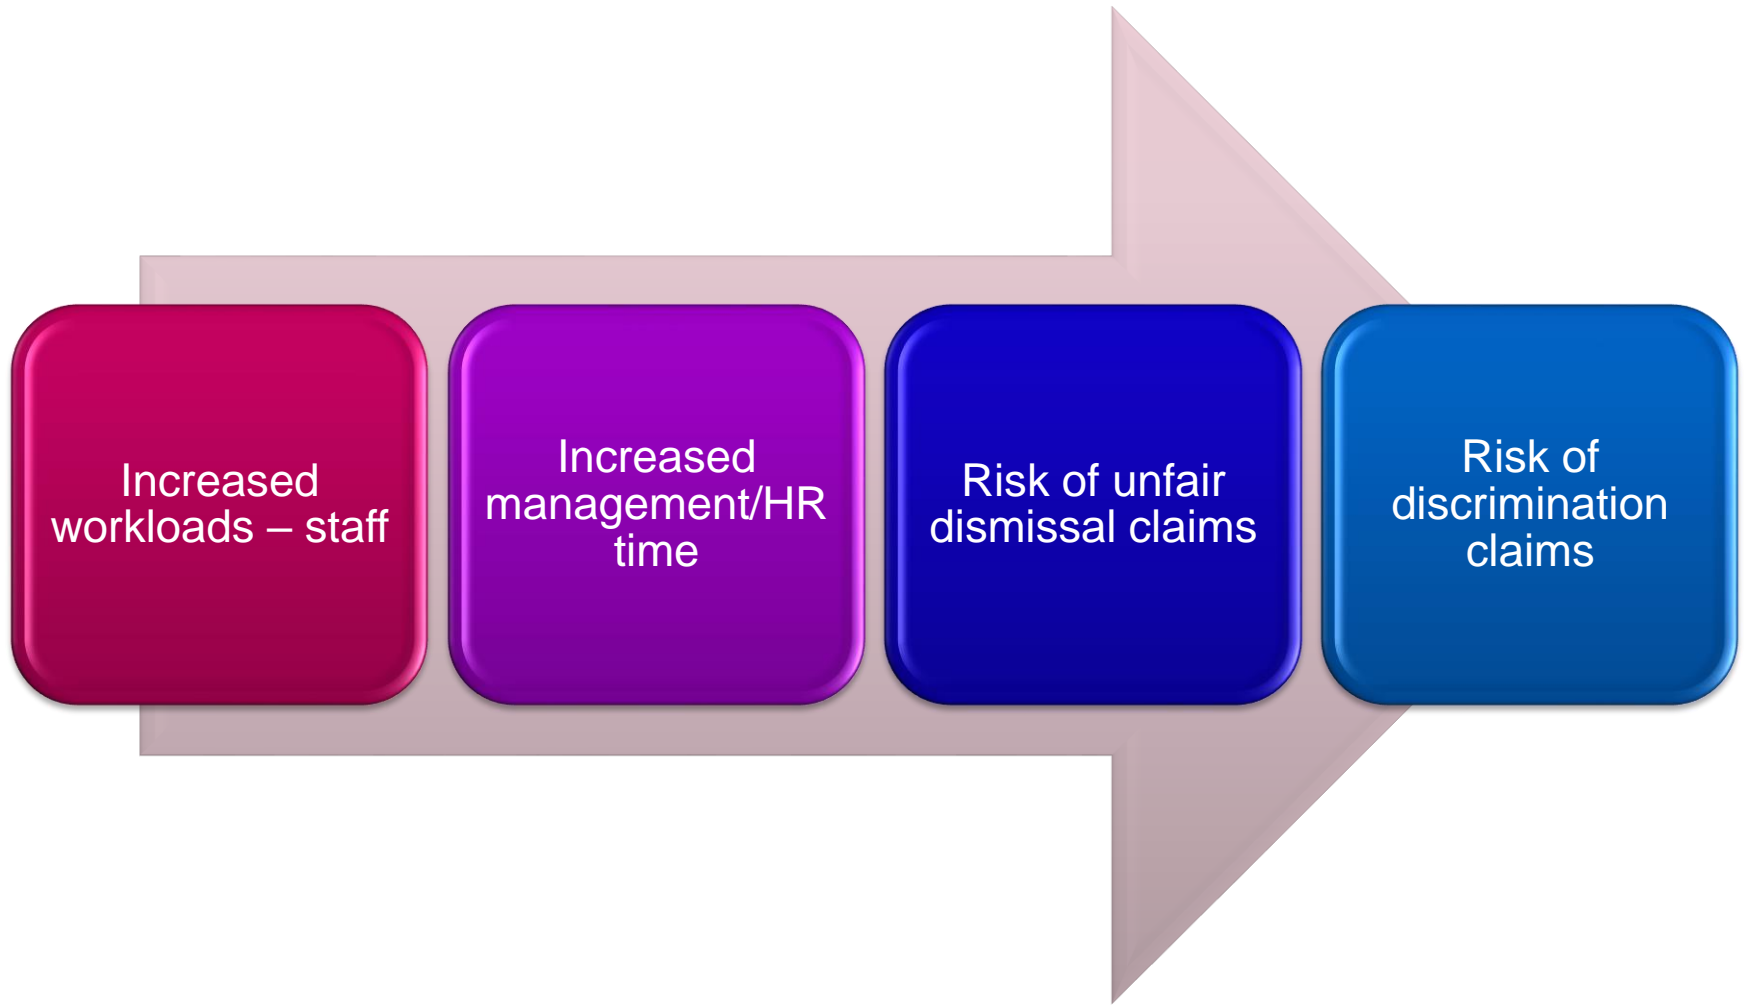 Increased
workloads – staff
Increased
management/HR
time
Risk of unfair
dismissal claims
Risk of
discrimination
claims